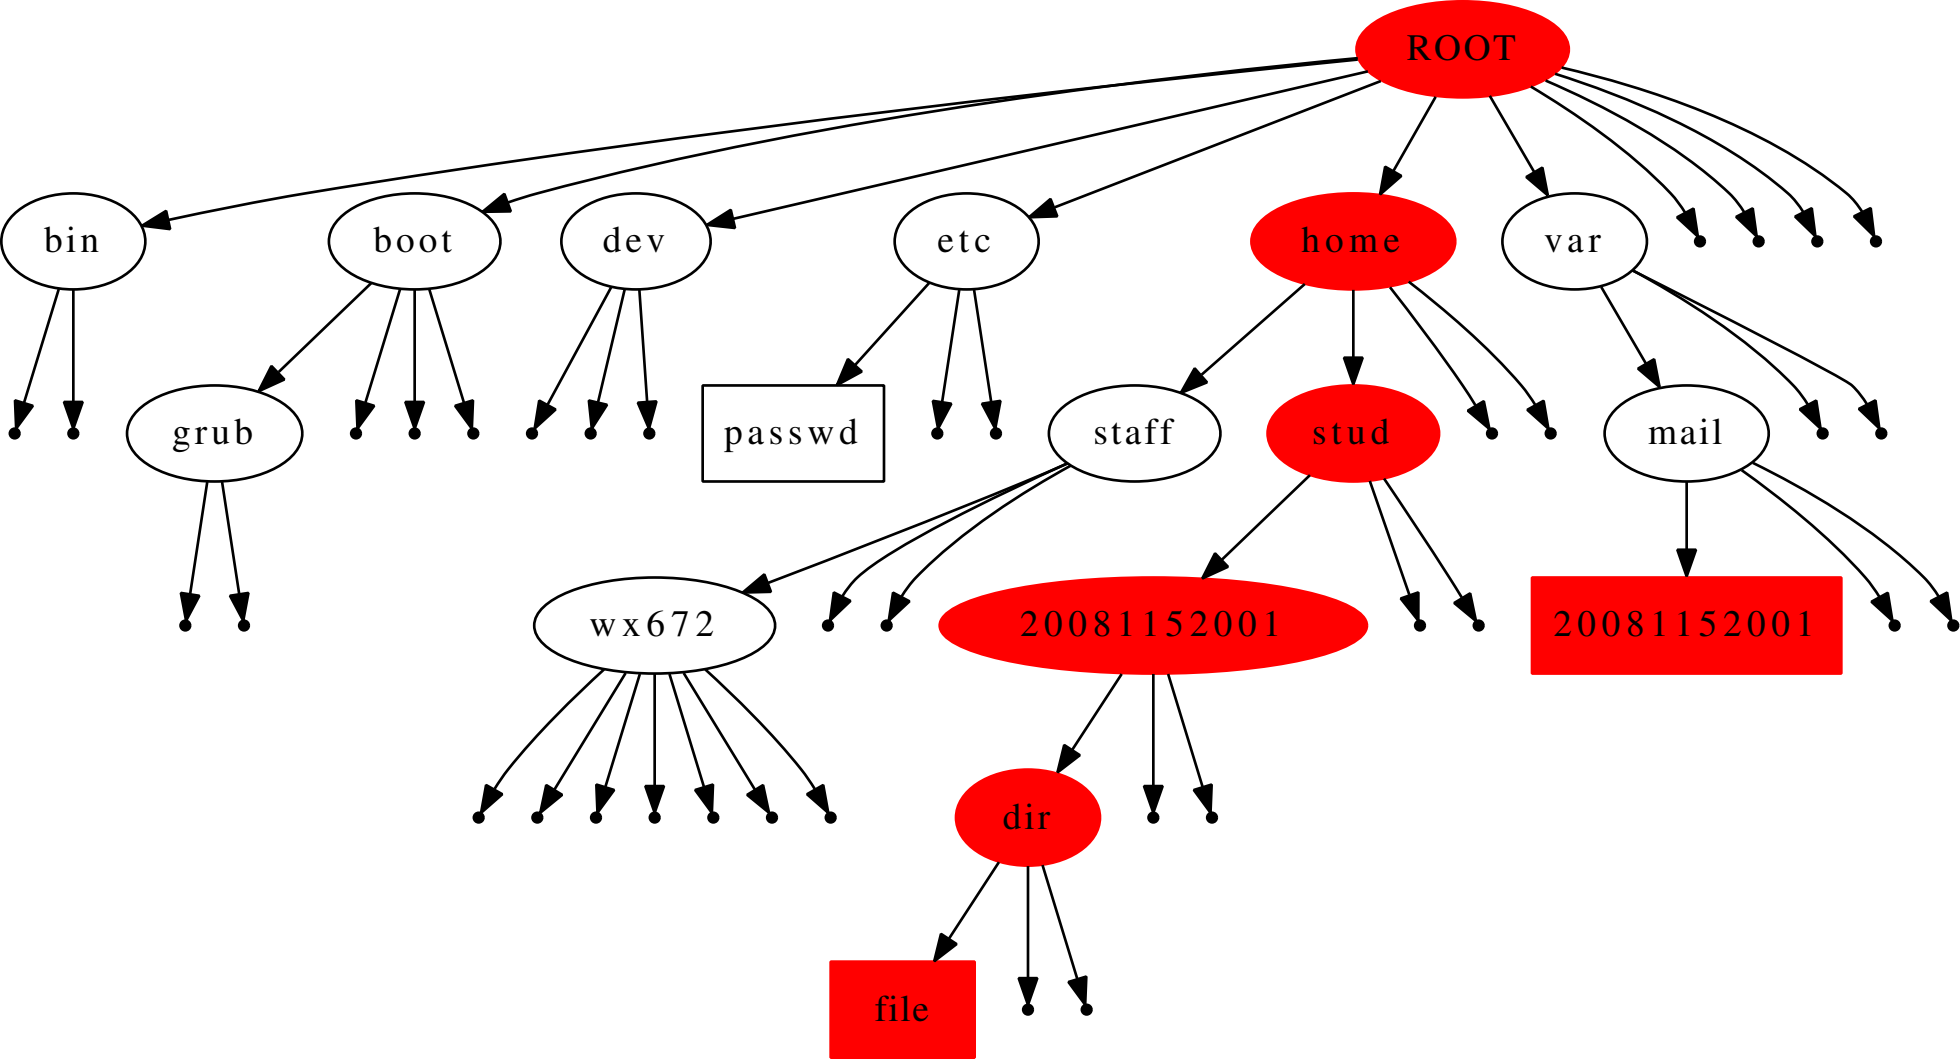 ROOT
bin
boot
dev
etc
home
var
grub
passwd
staff
stud
mail
wx672
20081152001
20081152001
dir
file